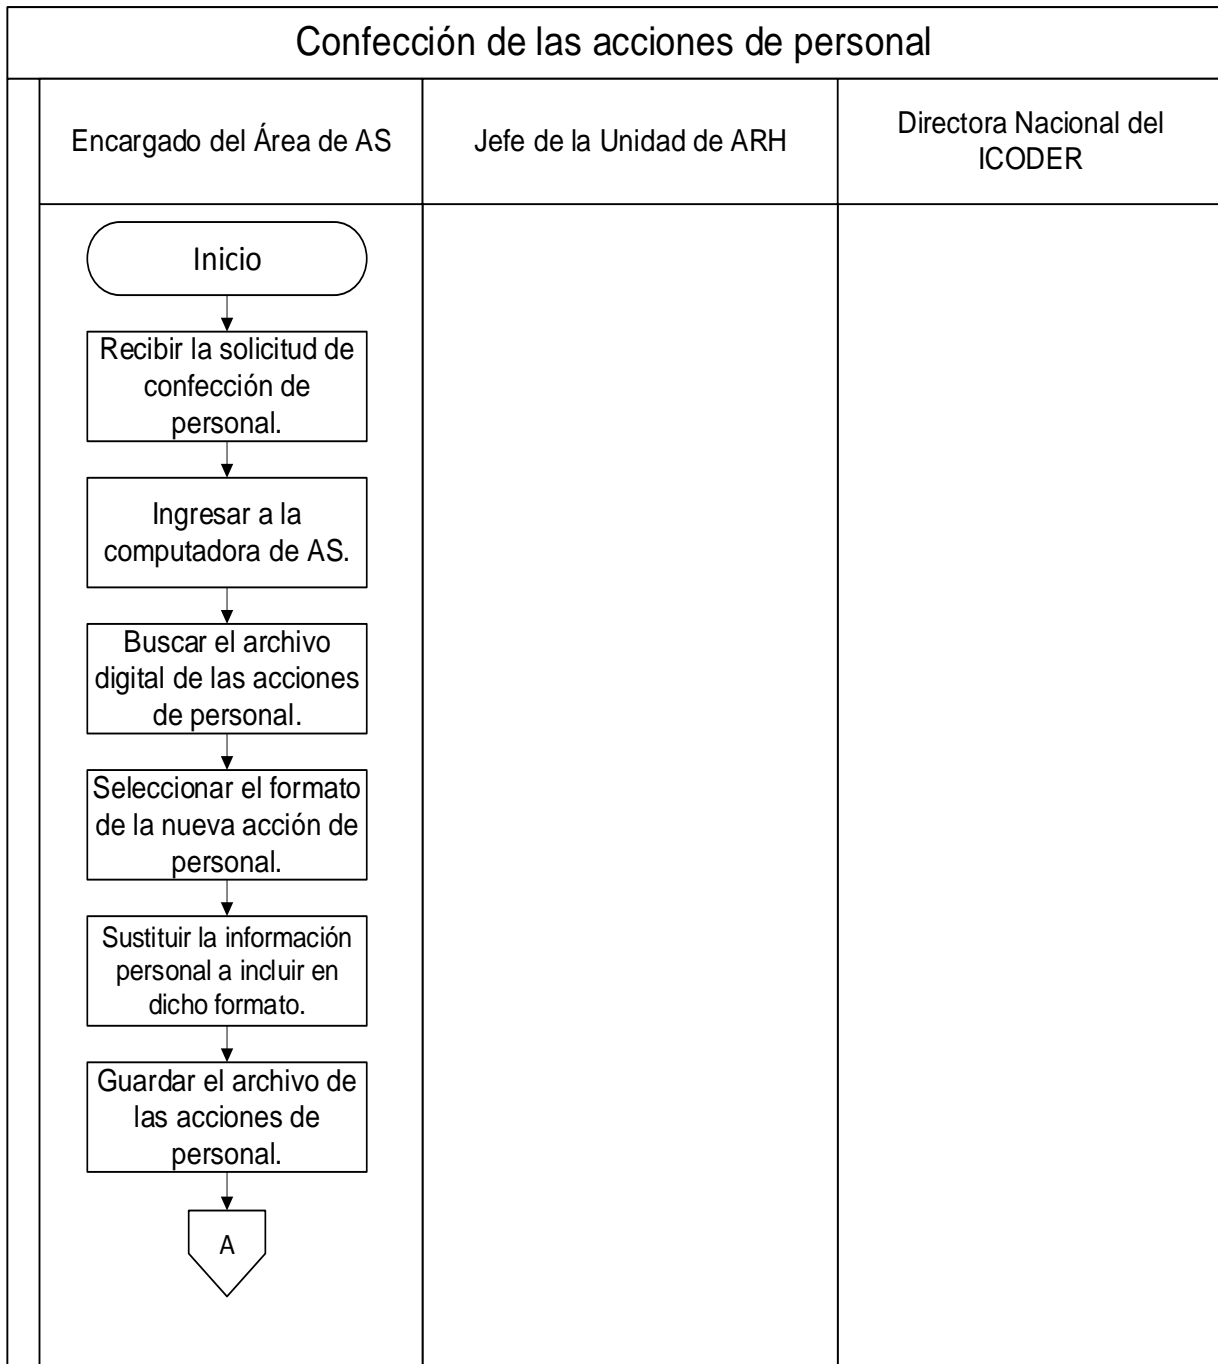 Confección de las acciones de personal
Encargado del Área de AS
Jefe de la Unidad de ARH
Directora Nacional del
ICODER
Inicio
Recibir la solicitud de
confección de
personal.
Ingresar a la
computadora de AS.
Buscar el archivo
digital de las acciones
de personal.
Seleccionar el formato
de la nueva acción de
personal.
Sustituir la información
personal a incluir en
dicho formato.
Guardar el archivo de
las acciones de
personal.
A